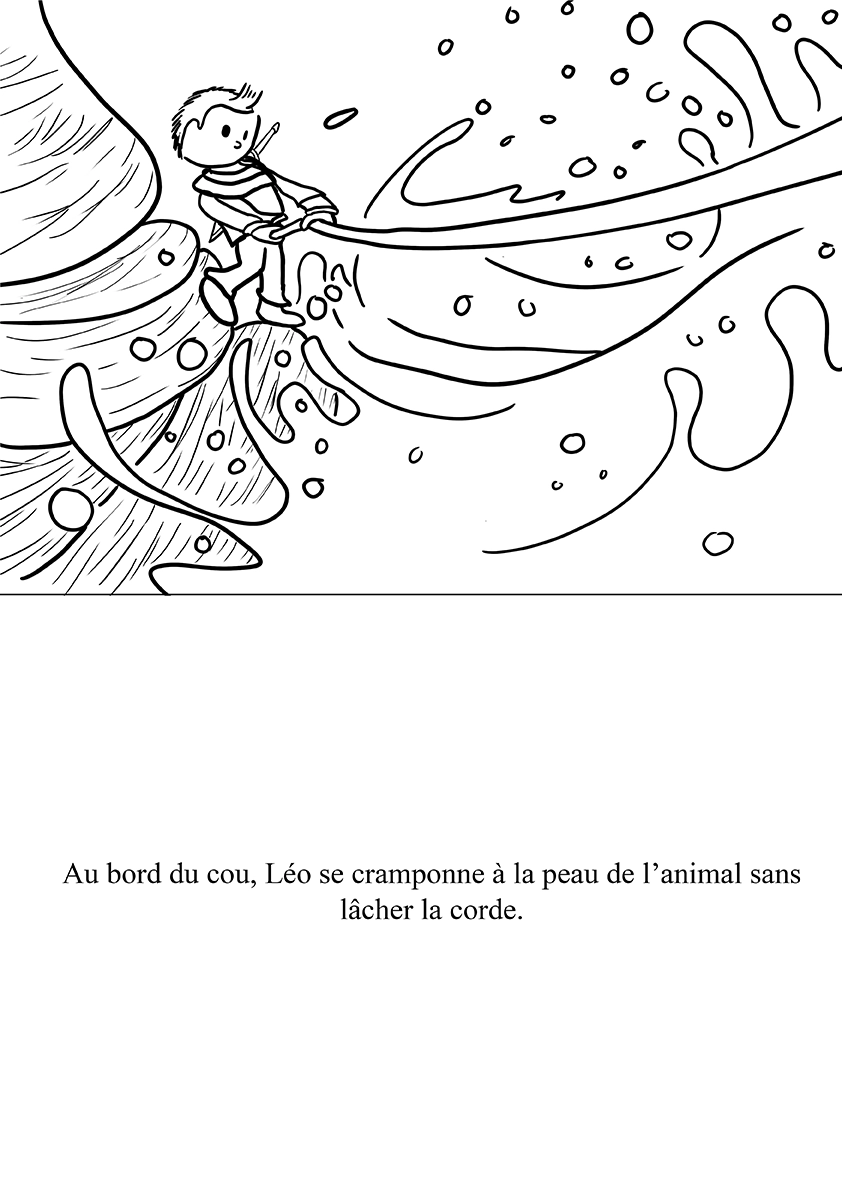 Au bord du cou, Léo se cramponne à la peau de l’animal sans
lâcher la corde.